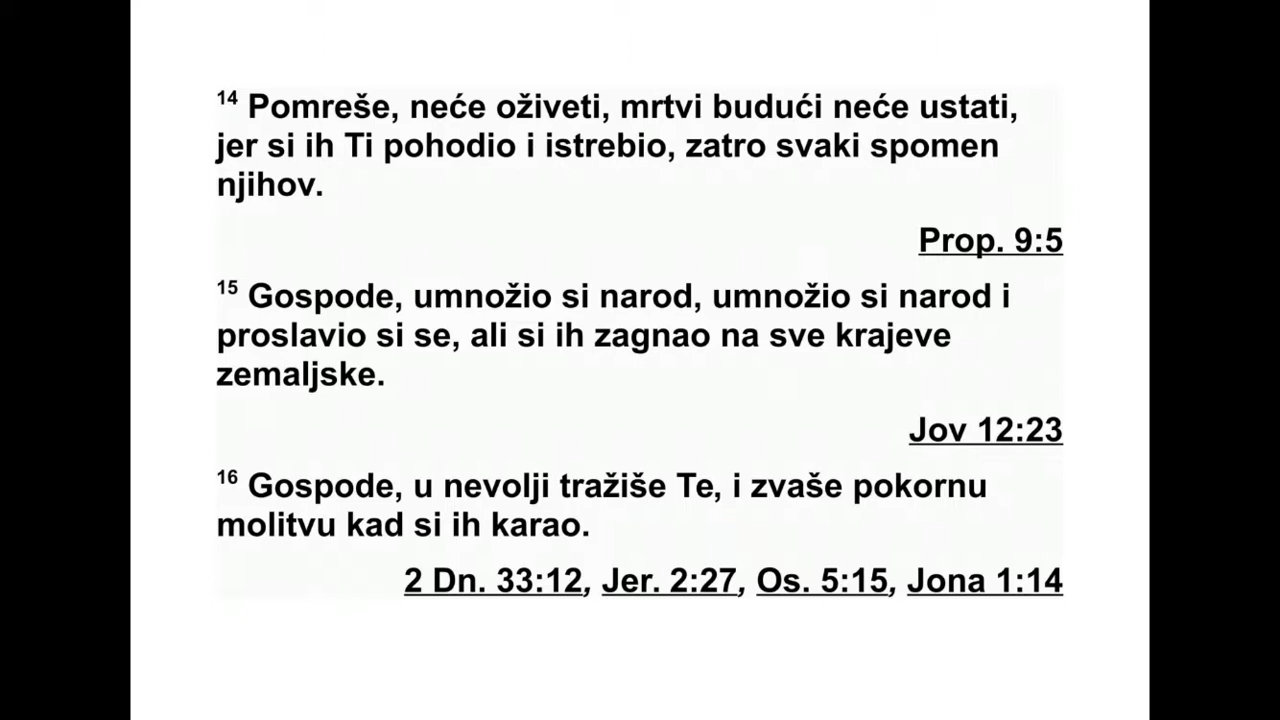 14 Pomreše, neće oživeti, mrtvi budući neće ustati,
jer si ih Ti pohodio i istrebio, zatro svaki spomen
njihov.
Prop. 9:5
15 Gospode, umnožio si narod, umnožio si narod i
proslavio si se, ali si ih zagnao na sve krajeve
zemaljske.
Jov 12:23
16 Gospode, u nevolji tražiše Te, i zvaše pokornu
molitvu kad si ih karao.
2 Dn. 33:12, Jer. 2:27, Os. 5:15, Jona 1:14